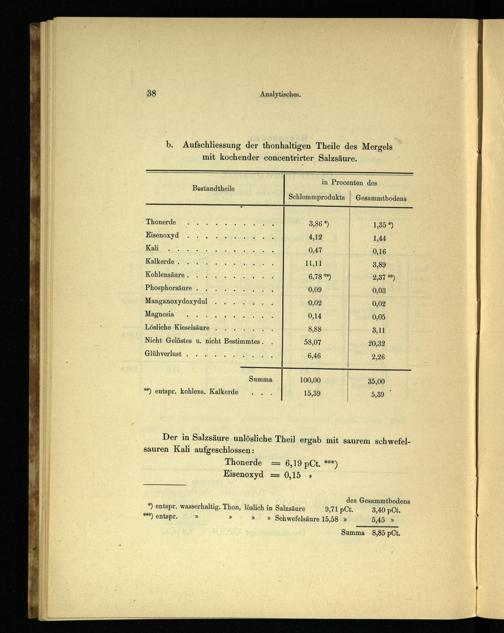 38
Analytisches.
b. Aufschliessung der thonhaltigen Theile des Mergels
mit kochender concentrirter Salzsäure.
Bestandtheile
in Procenten des
Schlemmprodukts Gesammtbodens
Thonerde . . . . . . . . . . 3,86 *) 1,35 *)
Eisenoxyd . . . . . . . . . . 4,12 1,44
Kali . . . . . . . . . . . . 0,47 0,16
Kalkerde . . . . . . . . . . . 11,11 3,89
Kohlensäure . . . . . . . . . . 6,78 **) 2,37 **)
Phosphorsäure . . . . . . . . . 0,09 0,03
Manganoxydoxydul . . . . . . . 0,02 0,02
Magnesia . . . . . . . . . . 0,14 0,05
Lösliche Kieselsäure . . . . . . . 8,88 3,11
Nicht Gelöstes u. nicht Bestimmtes . . 58,07 20,32
Glühverlust . . . . . . . . . . 6,46 2,26
Summa 100,00 35,00
**) entspr. kohlens. Kalkerde . . . 15,39 5,39
Der in Salzsäure unlösliche Theil ergab mit saurem schwefel-
sauren Kali aufgeschlossen:
Thonerde = 6,19 pCt. ***)
Eisenoxyd = 0,15 »
des Gesammtbodens
*) entspr. wasserhaltig. Thon, löslich in Salzsäure 9,71 pCt. 3,40 pCt.
***) entspr. » » » » Schwefelsäure 15,58 » 5,45 »
Summa 8,85 pCt.